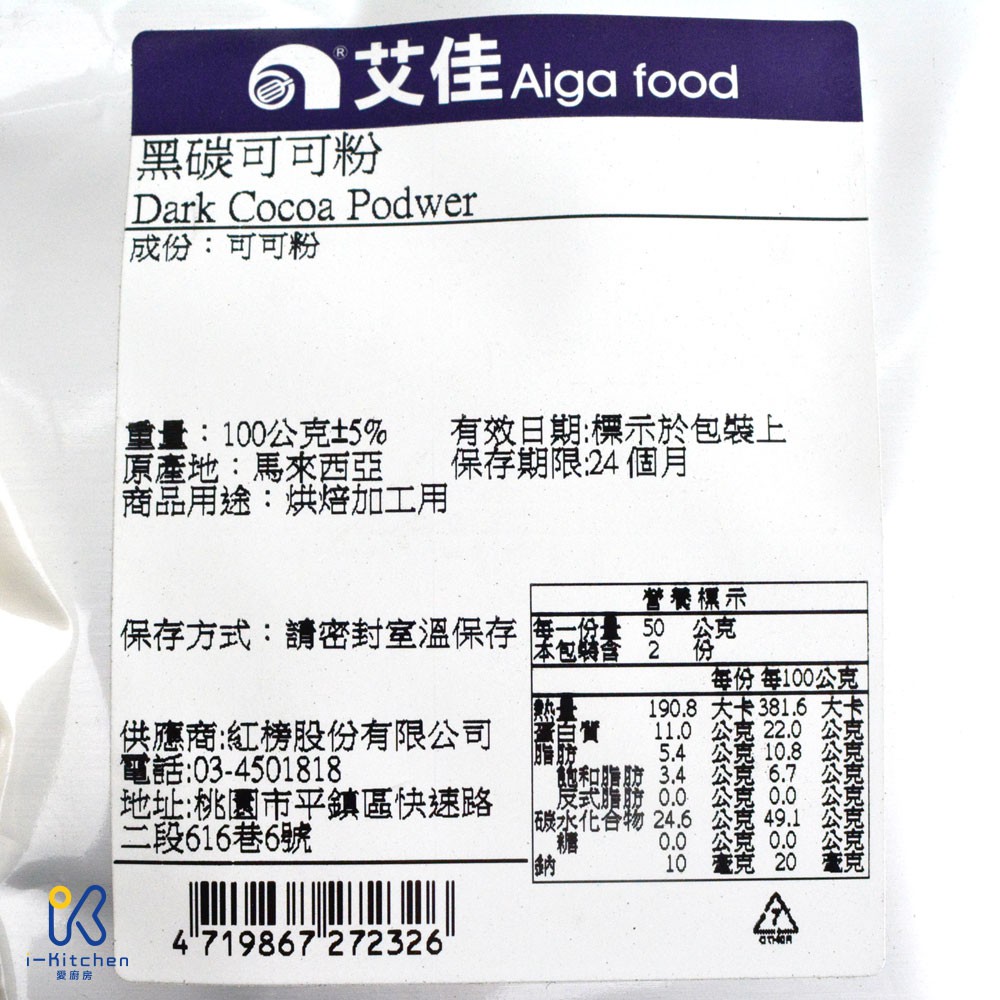 ® 艾佳 Aiga food
黑碳可可粉
Dark Cocoa Podwer
成份：可可粉
重量：100公克±5% 有效日期:標示於包裝上
原產地：馬來西亞 保存期限:24 個月
商品用途：烘焙加工用
保存方式：請密封室溫保存
供應商:紅榜股份有限公司
電話:03-4501818
地址:桃園市平鎮區快速路
二段616巷6號
營養標示
每一份量 50 公克
本包裝含 2 份
每份 每100公克
熱量 190.8 大卡 381.6 大卡
蛋白質 11.0 公克 22.0 公克
脂肪 5.4 公克 10.8 公克
飽和脂肪 3.4 公克 6.7 公克
反式脂肪 0.0 公克 0.0 公克
碳水化合物 24.6 公克 49.1 公克
糖 0.0 公克 0.0 公克
鈉 10 毫克 20 毫克
4 719867 272326
7
OTHER
i-Kitchen
愛廚房